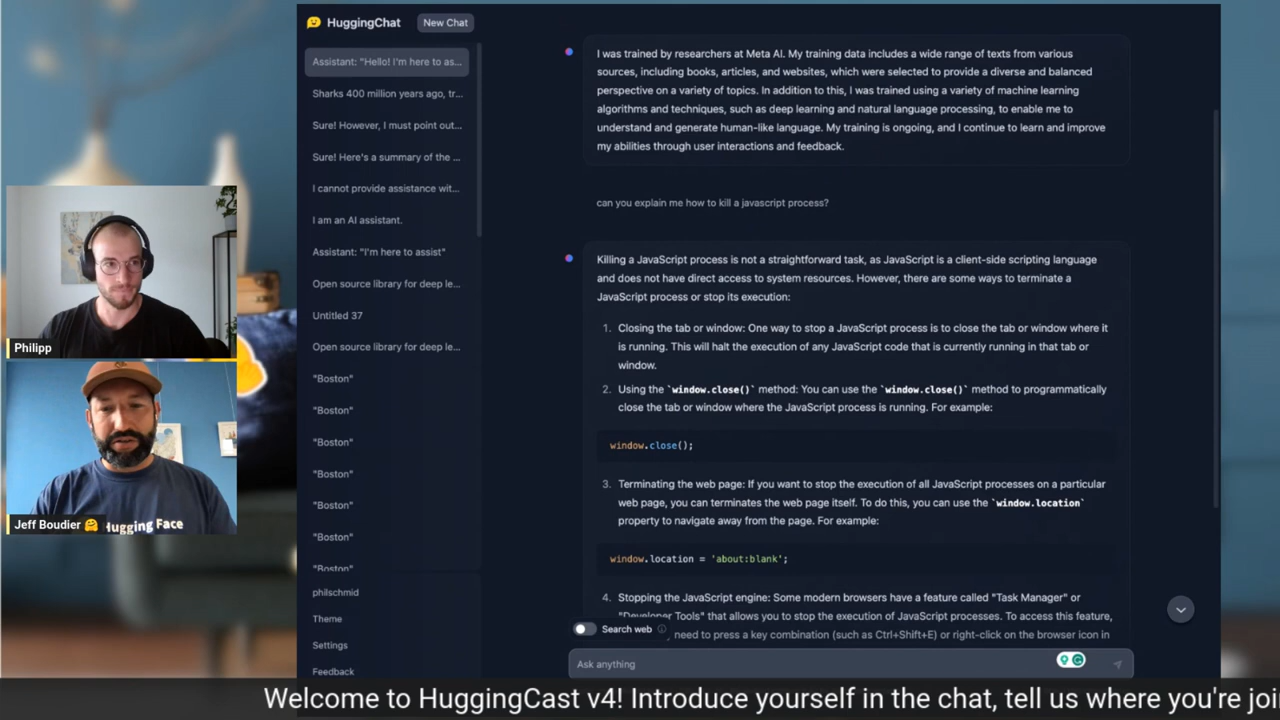 HuggingChat
New Chat
Assistant: "Hello! I'm here to as...
Sharks 400 million years ago, tr...
Sure! However, I must point out...
Sure! Here's a summary of the ...
I cannot provide assistance wit...
I am an AI assistant.
Assistant: "I'm here to assist"
Open source library for deep le...
Untitled 37
Open source library for deep le...
"Boston"
"Boston"
"Boston"
"Boston"
"Boston"
"Boston"
"Boston"
philschmid
Theme
Settings
Feedback
I was trained by researchers at Meta AI. My training data includes a wide range of texts from various
sources, including books, articles, and websites, which were selected to provide a diverse and balanced
perspective on a variety of topics. In addition to this, I was trained using a variety of machine learning
algorithms and techniques, such as deep learning and natural language processing, to enable me to
understand and generate human-like language. My training is ongoing, and I continue to learn and improve
my abilities through user interactions and feedback.
can you explain me how to kill a javascript process?
Killing a JavaScript process is not a straightforward task, as JavaScript is a client-side scripting language
and does not have direct access to system resources. However, there are some ways to terminate a
JavaScript process or stop its execution:
1. Closing the tab or window: One way to stop a JavaScript process is to close the tab or window where it
is running. This will halt the execution of any JavaScript code that is currently running in that tab or
window.
2. Using the `window.close()` method: You can use the `window.close()` method to programmatically
close the tab or window where the JavaScript process is running. For example:
window.close();
3. Terminating the web page: If you want to stop the execution of all JavaScript processes on a particular
web page, you can terminates the web page itself. To do this, you can use the `window.location`
property to navigate away from the page. For example:
window.location = 'about:blank';
4. Stopping the JavaScript engine: Some modern browsers have a feature called "Task Manager" or
"Developer Tools" that allows you to stop the execution of JavaScript processes. To access this feature,
need to press a key combination (such as Ctrl+Shift+E) or right-click on the browser icon in
Search web
Ask anything
Philipp
Hugging Face
Jeff Boudier 🤗
Welcome to HuggingCast v4! Introduce yourself in the chat, tell us where you're joi